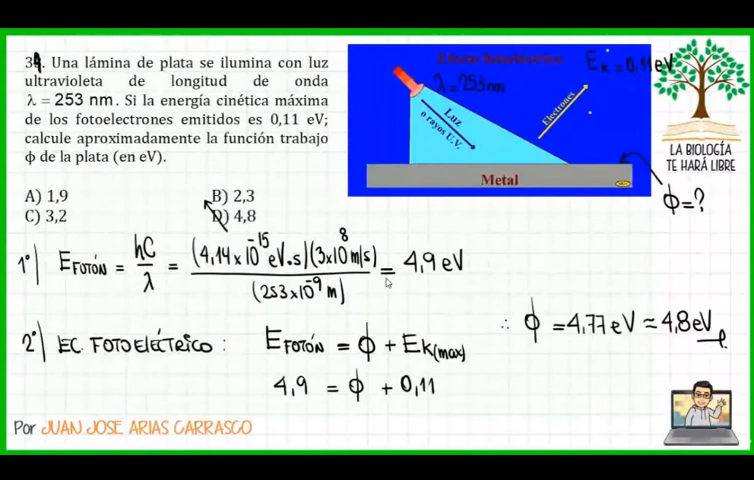 34. Una lámina de plata se ilumina con luz
ultravioleta de longitud de onda
λ = 253 nm. Si la energía cinética máxima
de los fotoelectrones emitidos es 0,11 eV;
calcule aproximadamente la función trabajo
ϕ de la plata (en eV).
A) 1,9
B) 2,3
C) 3,2
D) 4,8
Efecto fotoeléctrico
Ek = 0,11 eV
λ = 253 nm
Luz
o rayos U.V.
Electrones
Metal
ϕ = ?
LA BIOLOGÍA
TE HARÁ LIBRE
1°) EFOTÓN = hC/λ = (4,14 x 10⁻¹⁵ eV.s)(3x10⁸ m/s)/(253x10⁻⁹ m) = 4,9 eV
2°) EC. FOTOELÉCTRICO : EFOTÓN = ϕ + EK(max)
4,9 = ϕ + 0,11
∴ ϕ = 4,77 eV ≈ 4,8 eV
Por JUAN JOSE ARIAS CARRASCO